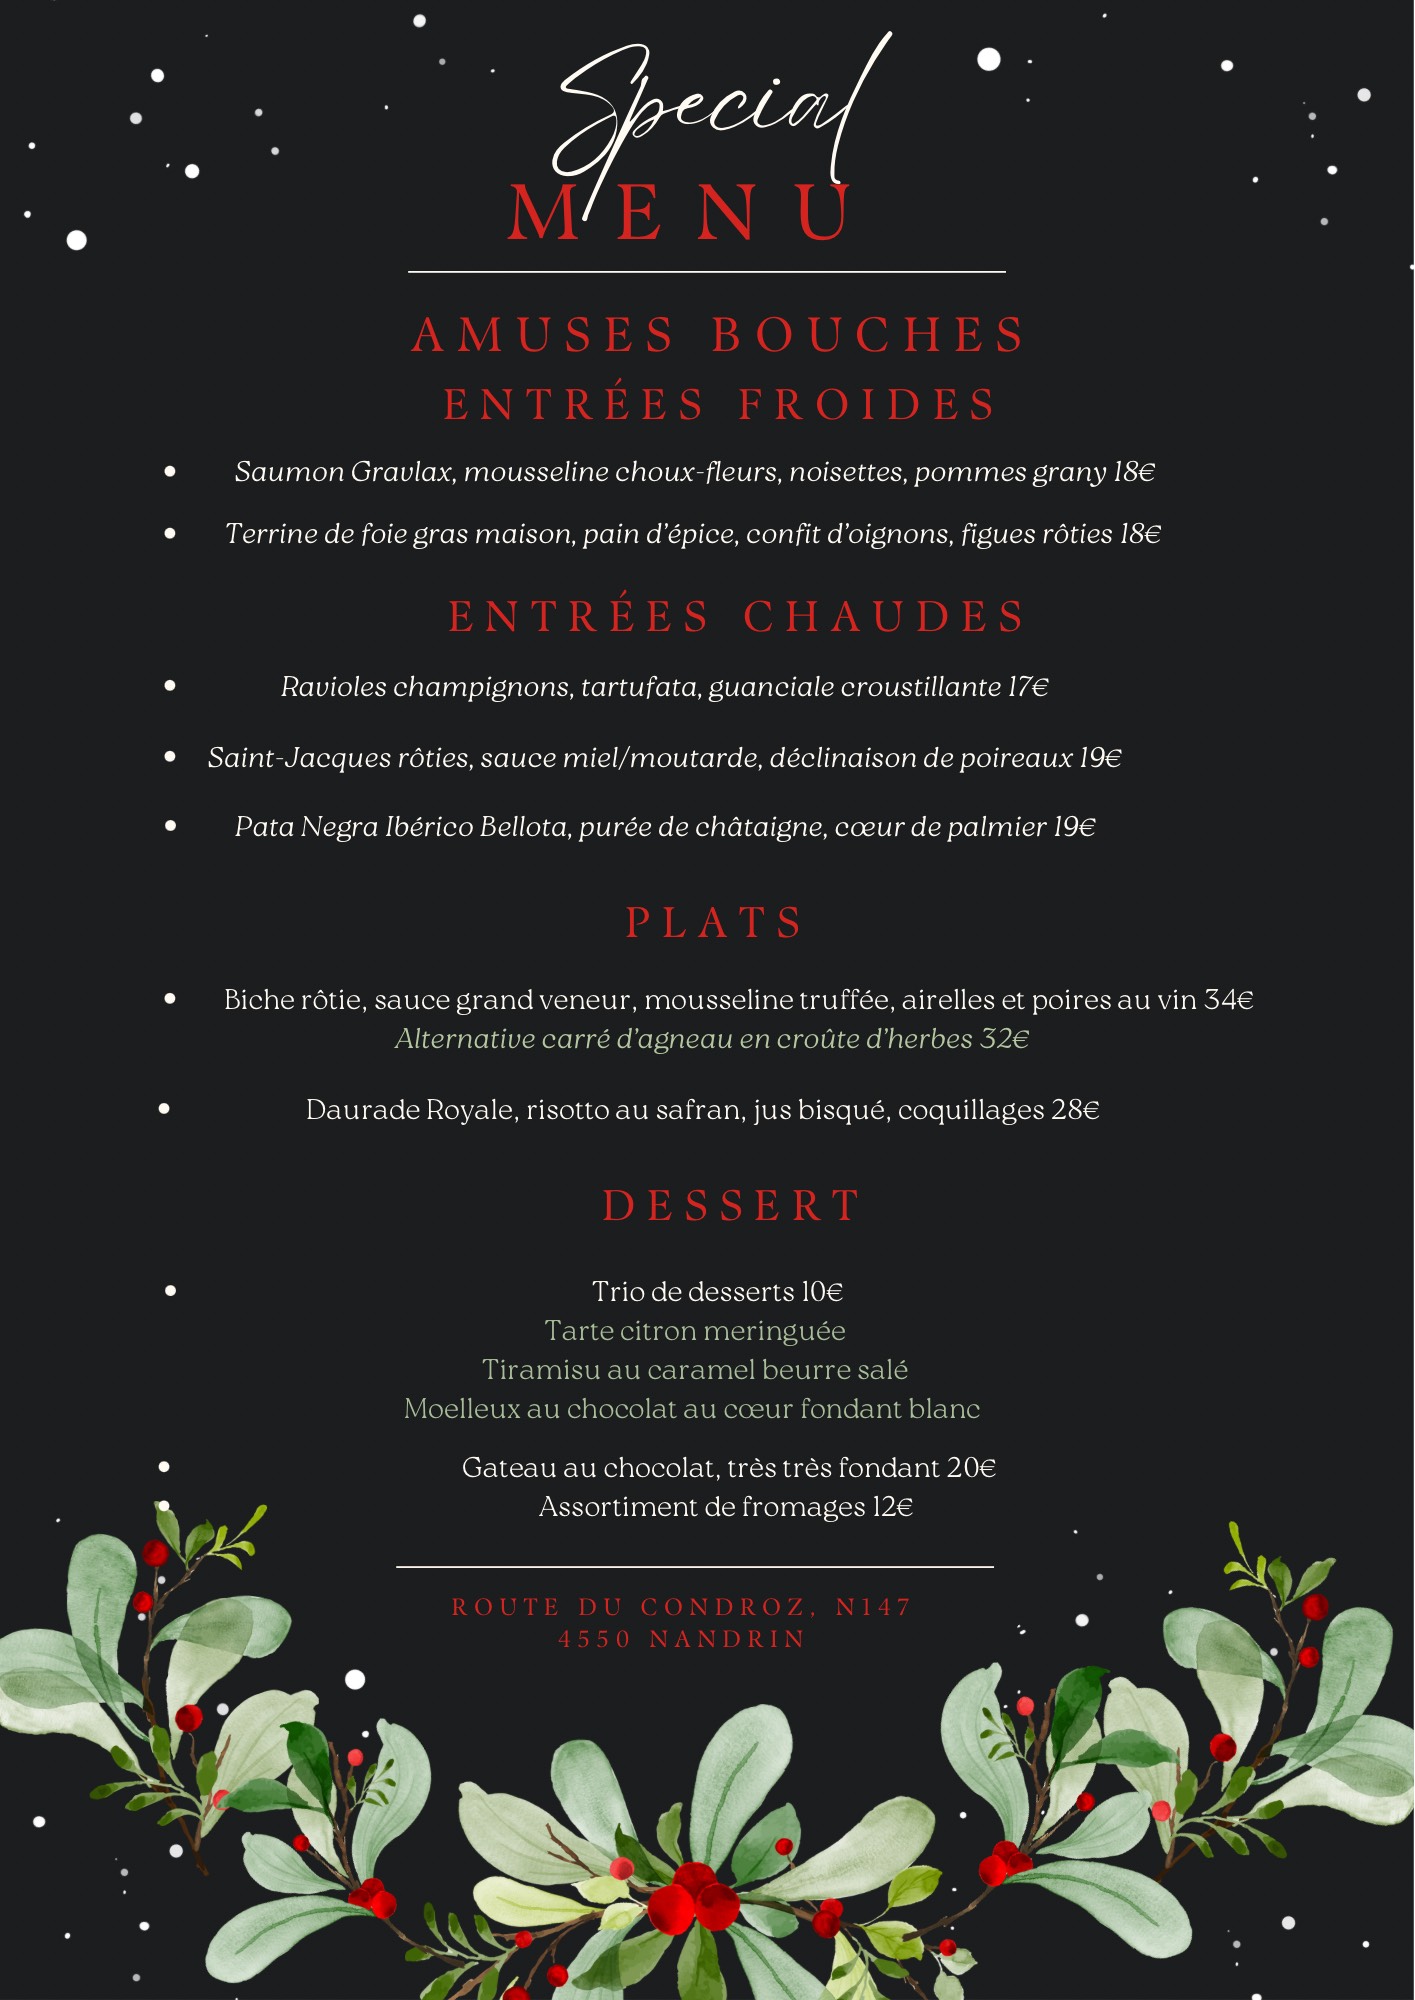 Special
MENU
AMUSES BOUCHES
ENTRÉES FROIDES
• Saumon Gravlax, mousseline choux-fleurs, noisettes, pommes grany 18€
• Terrine de foie gras maison, pain d'épice, confit d'oignons, figues rôties 18€
ENTRÉES CHAUDES
• Ravioles champignons, tartufata, guanciale croustillante 17€
• Saint-Jacques rôties, sauce miel/moutarde, déclinaison de poireaux 19€
• Pata Negra Ibérico Bellota, purée de châtaigne, cœur de palmier 19€
PLATS
• Biche rôtie, sauce grand veneur, mousseline truffée, airelles et poires au vin 34€
Alternative carré d'agneau en croûte d'herbes 32€
• Daurade Royale, risotto au safran, jus bisqué, coquillages 28€
DESSERT
• Trio de desserts 10€
Tarte citron meringuée
Tiramisu au caramel beurre salé
Moelleux au chocolat au cœur fondant blanc
• Gateau au chocolat, très très fondant 20€
• Assortiment de fromages 12€
ROUTE DU CONDROZ, N147
4550 NANDRIN